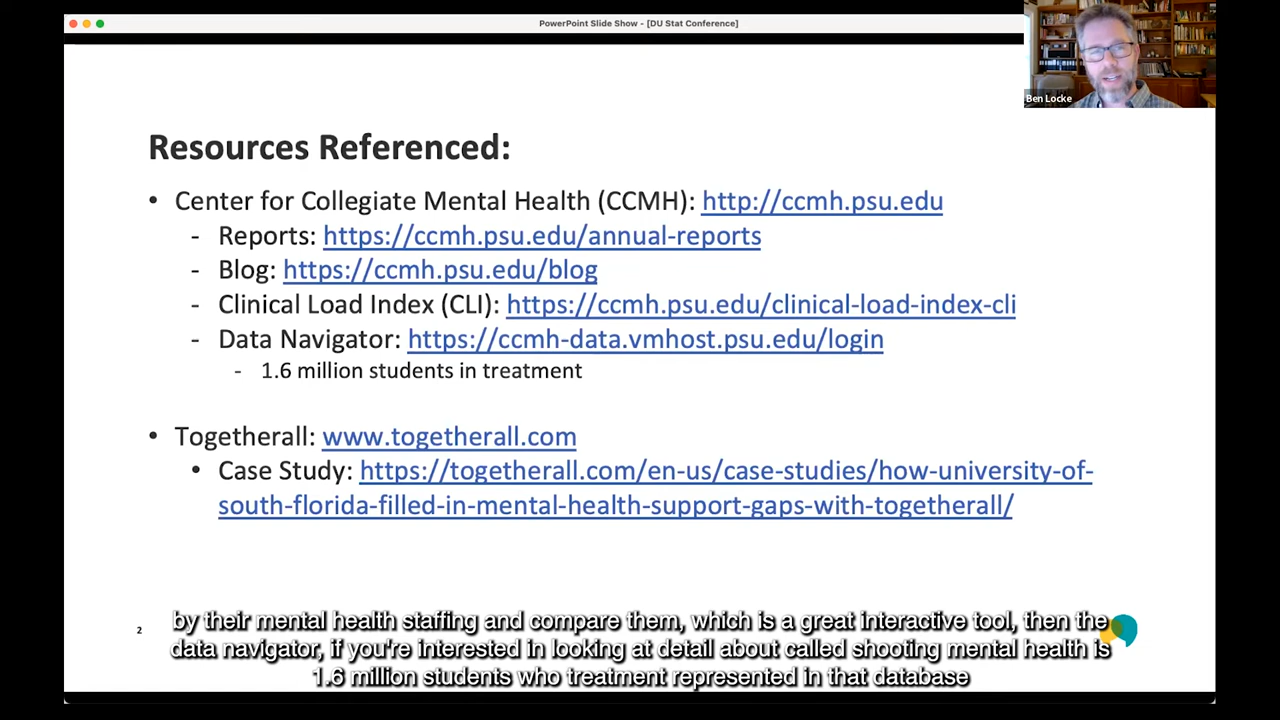 PowerPoint Slide Show - [DU Stat Conference]
Ben Locke
Resources Referenced:
• Center for Collegiate Mental Health (CCMH): http://ccmh.psu.edu
- Reports: https://ccmh.psu.edu/annual-reports
- Blog: https://ccmh.psu.edu/blog
- Clinical Load Index (CLI): https://ccmh.psu.edu/clinical-load-index-cli
- Data Navigator: https://ccmh-data.vmhost.psu.edu/login
- 1.6 million students in treatment
• Togetherall: www.togetherall.com
• Case Study: https://togetherall.com/en-us/case-studies/how-university-of-
south-florida-filled-in-mental-health-support-gaps-with-togetherall/
2
by their mental health staffing and compare them, which is a great interactive tool, then the
data navigator, if you're interested in looking at detail about called shooting mental health is
1.6 million students who treatment represented in that database